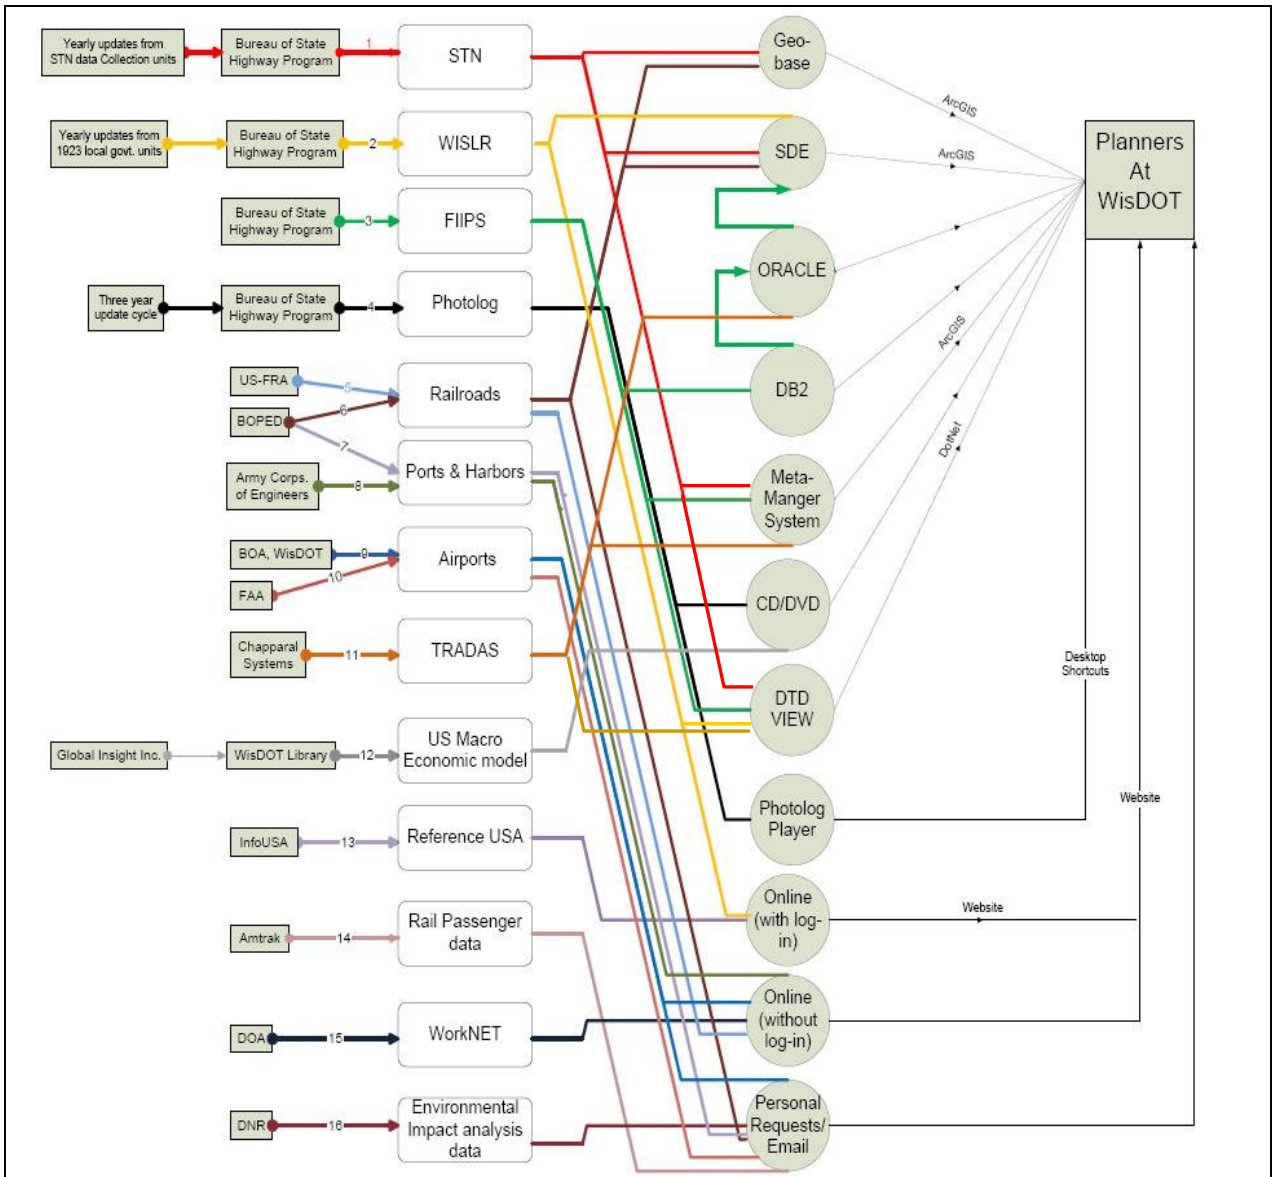 Yearly updates from
STN data Collection units
Bureau of State
Highway Program
1
STN
Geo-
base
ArcGIS
Yearly updates from
1923 local govt. units
Bureau of State
Highway Program
2
WISLR
SDE
ArcGIS
Planners
At
WisDOT
Bureau of State
Highway Program
3
FIIPS
ORACLE
Three year
update cycle
Bureau of State
Highway Program
4
Photolog
ArcGIS
US-FRA
5
BOPED
6
Railroads
DB2
7
DotNet
Army Corps.
of Engineers
8
Ports & Harbors
Meta-
Manger
System
BOA, WisDOT
9
Airports
FAA
10
CD/DVD
Chapparal
Systems
11
TRADAS
Desktop
Shortcuts
DTD
VIEW
Global Insight Inc.
WisDOT Library
12
US Macro
Economic model
Website
Photolog
Player
InfoUSA
13
Reference USA
Online
(with log-
in)
Website
Amtrak
14
Rail Passenger
data
DOA
15
WorkNET
Online
(without
log-in)
DNR
16
Environmental
Impact analysis
data
Personal
Requests/
Email